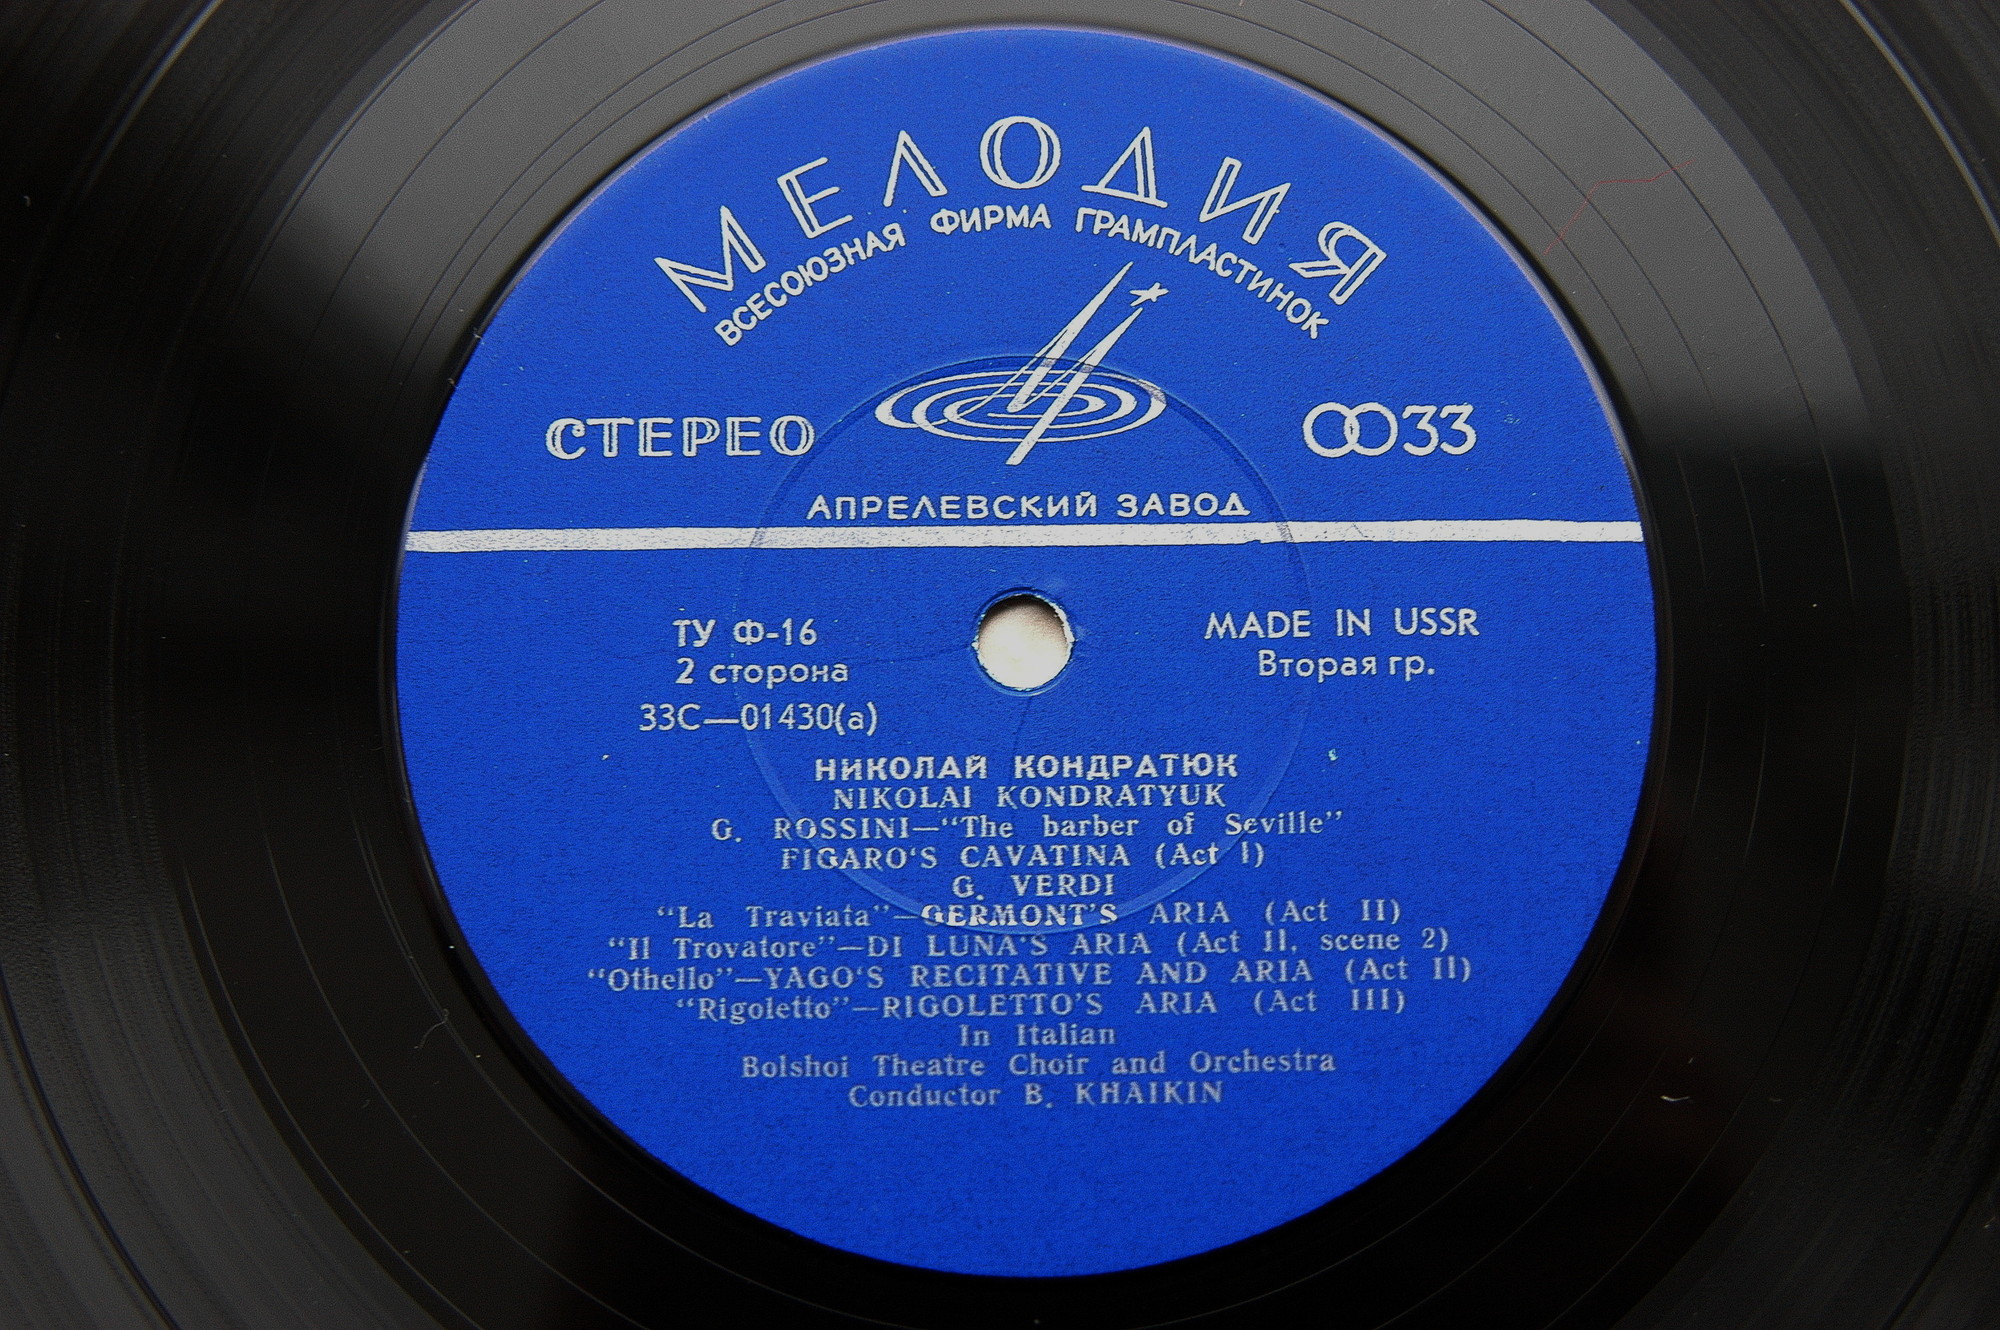 МЕЛОДИЯ
ВСЕСОЮЗНАЯ ФИРМА ГРАМПЛАСТИНОК
СТЕРЕО
33
АПРЕЛЕВСКИЙ ЗАВОД
ТУ Ф-16
MADE IN USSR
2 сторона
Вторая гр.
33С—01430(а)
НИКОЛАЙ КОНДРАТЮК
NIKOLAI KONDRATYUK
G. ROSSINI—“The barber of Seville”
FIGARO‘S CAVATINA (Act I)
G. VERDI
“La Traviata”—GERMONT‘S ARIA (Act II)
“Il Trovatore”—DI LUNA‘S ARIA (Act II, scene 2)
“Othello”—YAGO‘S RECITATIVE AND ARIA (Act II)
“Rigoletto”—RIGOLETTO‘S ARIA (Act III)
In Italian
Bolshoi Theatre Choir and Orchestra
Conductor B. KHAIKIN